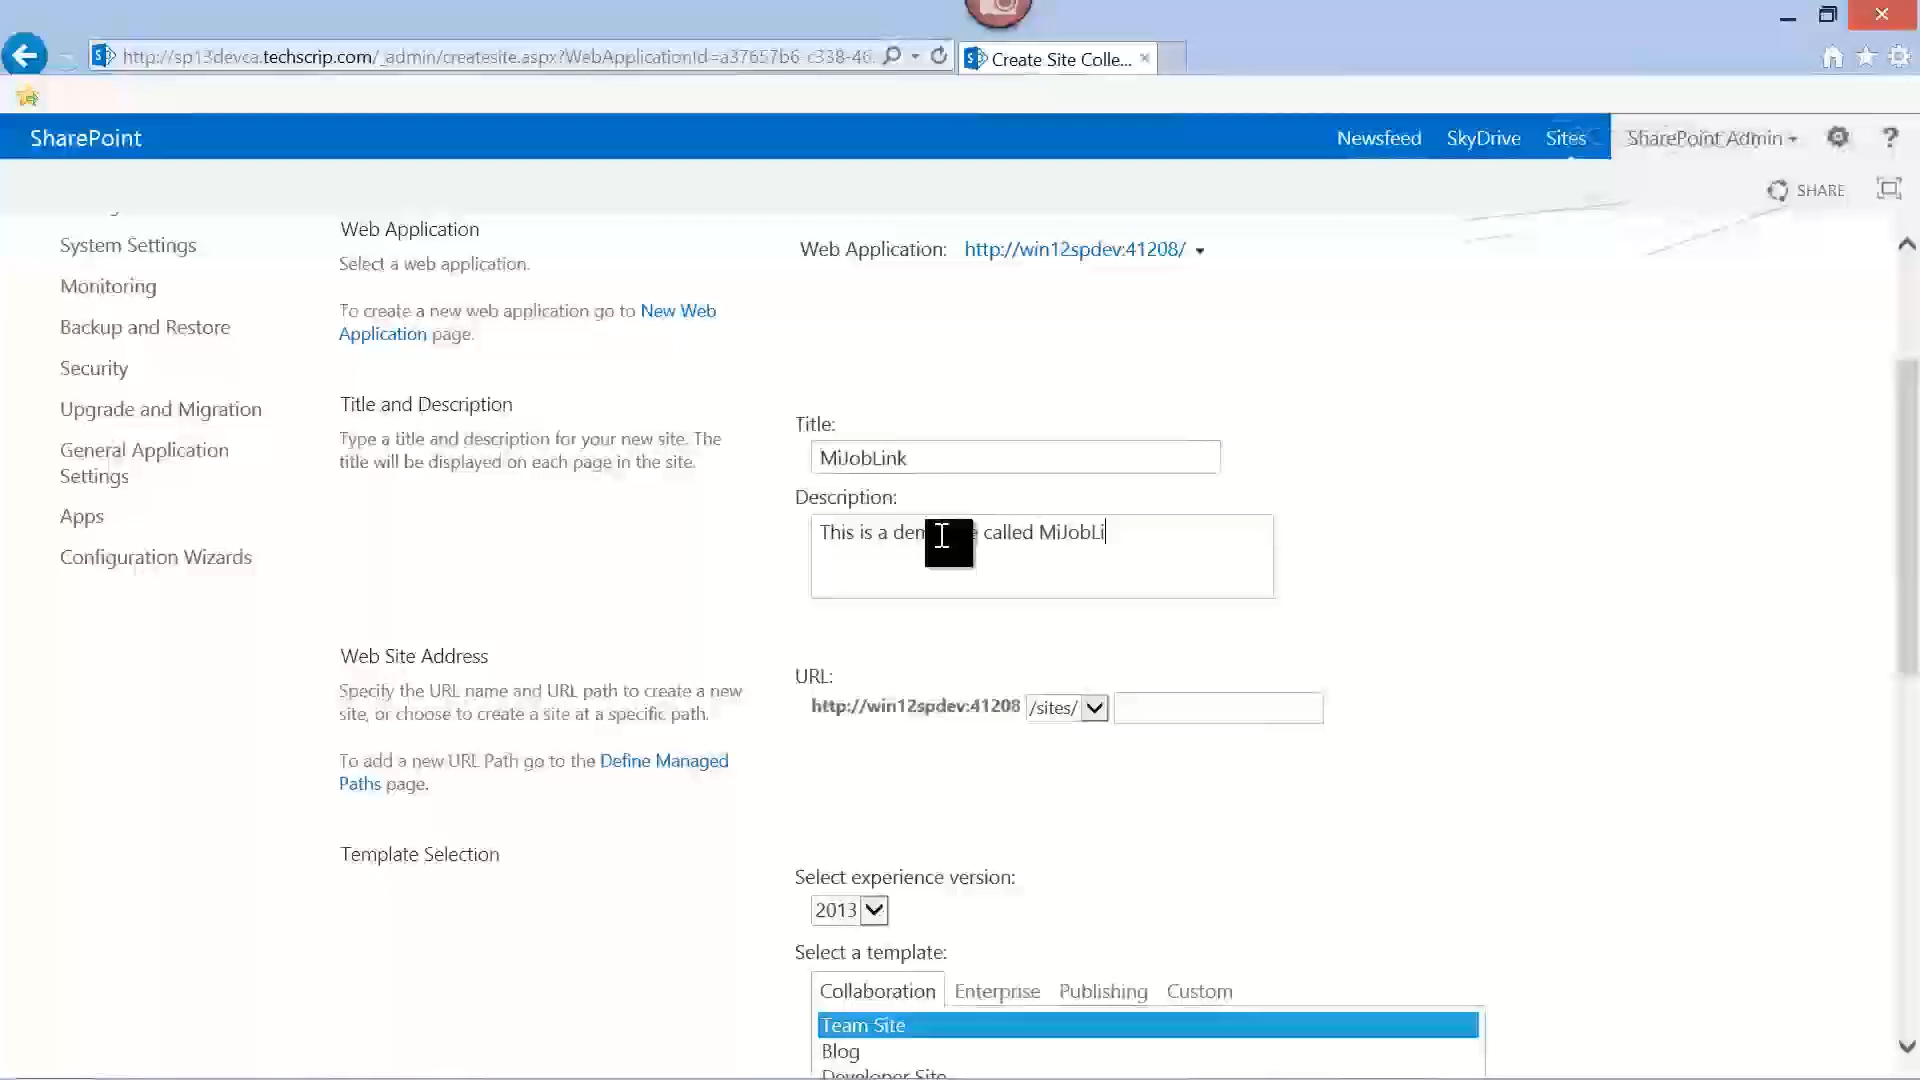 http://sp13devca.techscrip.com/_admin/createsite.aspx?WebApplicationId=a37657b6-c338-46
Create Site Colle...
SharePoint
Newsfeed
SkyDrive
Sites
SharePoint Admin
?
SHARE
System Settings
Monitoring
Backup and Restore
Security
Upgrade and Migration
General Application
Settings
Apps
Configuration Wizards
Web Application
Select a web application.
To create a new web application go to New Web
Application page.
Web Application: http://win12spdev:41208/
Title and Description
Type a title and description for your new site. The
title will be displayed on each page in the site.
Title:
MiJobLink
Description:
This is a called MiJobLi
Web Site Address
Specify the URL name and URL path to create a new
site, or choose to create a site at a specific path.
To add a new URL Path go to the Define Managed
Paths page.
URL:
http://win12spdev:41208 /sites/
Template Selection
Select experience version:
2013
Select a template:
Collaboration
Enterprise
Publishing
Custom
Team Site
Blog
Developer Site